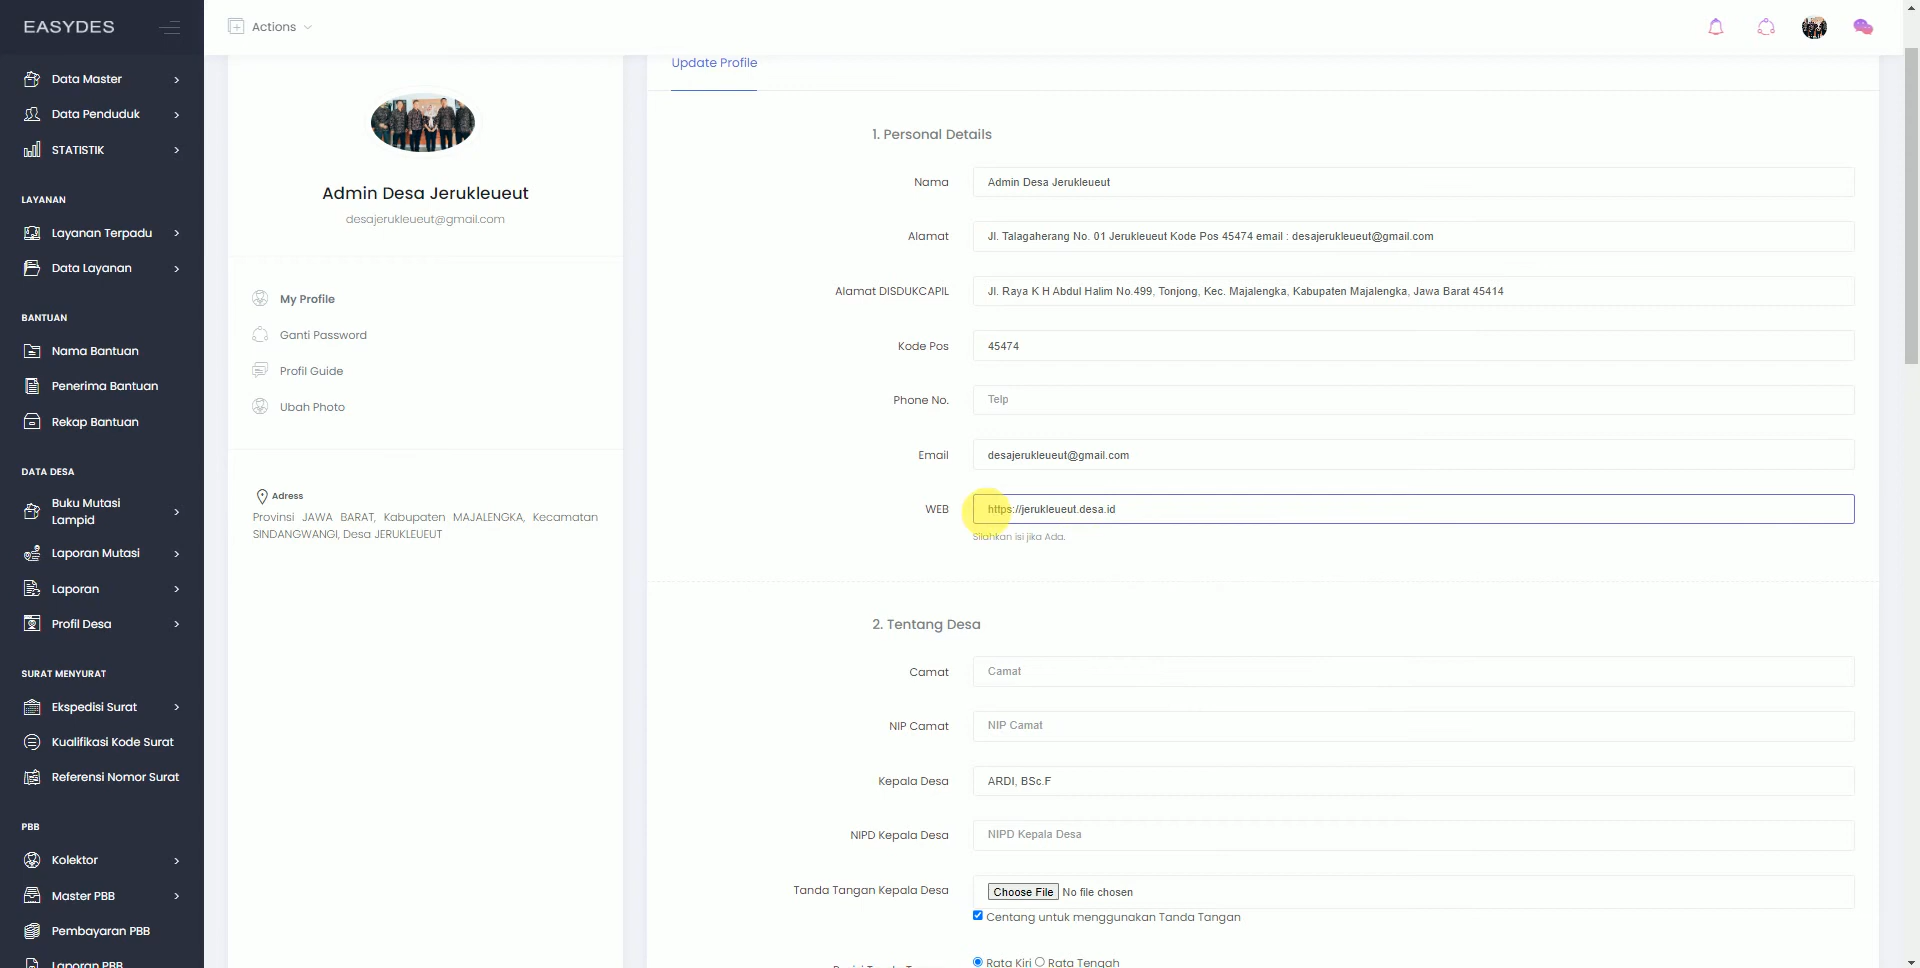 EASYDES
Actions
Data Master
Data Penduduk
STATISTIK
LAYANAN
Layanan Terpadu
Data Layanan
BANTUAN
Nama Bantuan
Penerima Bantuan
Rekap Bantuan
DATA DESA
Buku Mutasi
Lampid
Laporan Mutasi
Laporan
Profil Desa
SURAT MENYURAT
Ekspedisi Surat
Kualifikasi Kode Surat
Referensi Nomor Surat
PBB
Kolektor
Master PBB
Pembayaran PBB
Laporan PBB
Admin Desa Jerukleueut
desajerukleueut@gmail.com
My Profile
Ganti Password
Profil Guide
Ubah Photo
Adress
Provinsi JAWA BARAT, Kabupaten MAJALENGKA, Kecamatan
SINDANGWANGI, Desa JERUKLEUEUT
Update Profile
1. Personal Details
Nama Admin Desa Jerukleueut
Alamat Jl. Talagaherang No. 01 Jerukleueut Kode Pos 45474 email : desajerukleueut@gmail.com
Alamat DISDUKCAPIL Jl. Raya K H Abdul Halim No.499, Tonjong, Kec. Majalengka, Kabupaten Majalengka, Jawa Barat 45414
Kode Pos 45474
Phone No. Telp
Email desajerukleueut@gmail.com
WEB https://jerukleueut.desa.id
Silahkan isi jika Ada.
2. Tentang Desa
Camat Camat
NIP Camat NIP Camat
Kepala Desa ARDI, BSc.F
NIPD Kepala Desa NIPD Kepala Desa
Tanda Tangan Kepala Desa Choose File No file chosen
Centang untuk menggunakan Tanda Tangan
Rata Kiri Rata Tengah